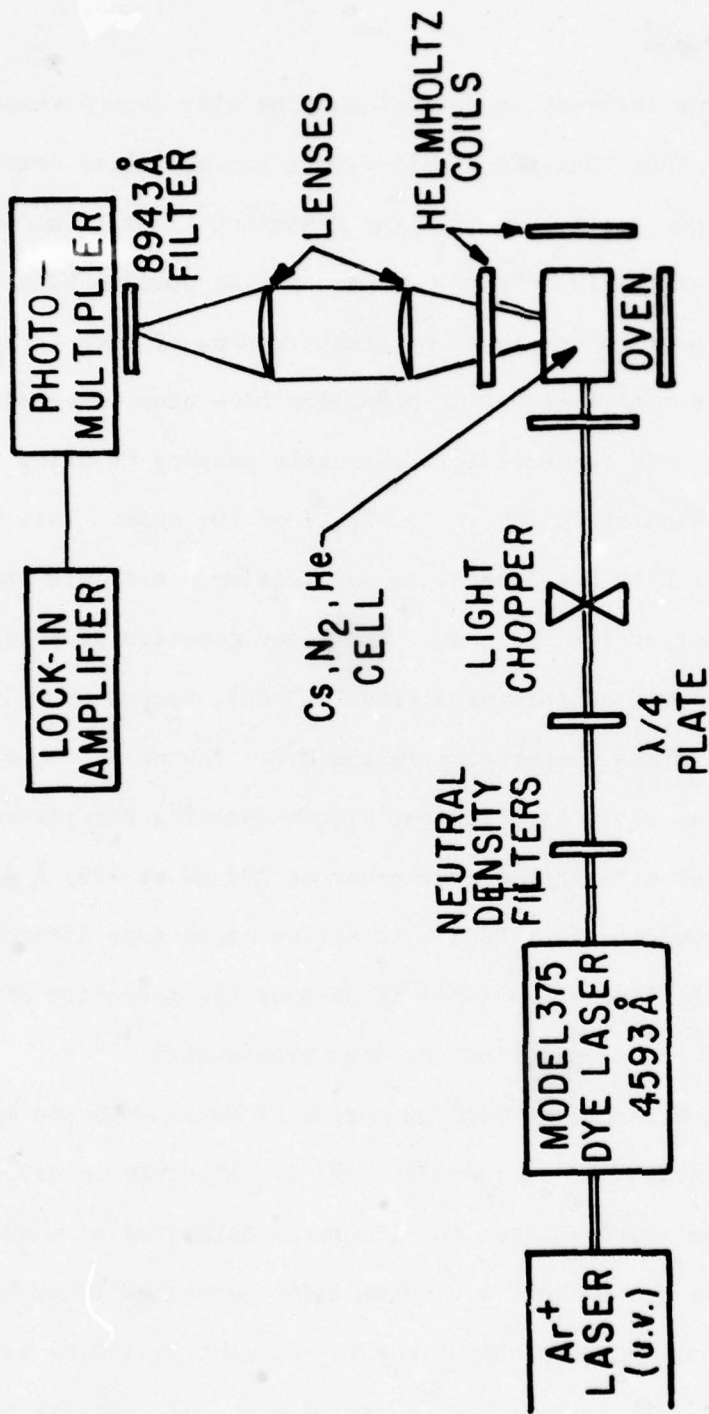 LOCK-N
AMPLIFIER
PHOTO-
MULTIPLIER
8943Å
FILTER
LENSES
HELMHOLTZ
COILS
Cs N₂, He
CELL
OVEN
LIGHT
CHOPPER
λ/4
PLATE
NEUTRAL
DENSITY
FILTERS
MODEL 375
DYE LASER
4593Å
Ar⁺
LASER
(u.v.)